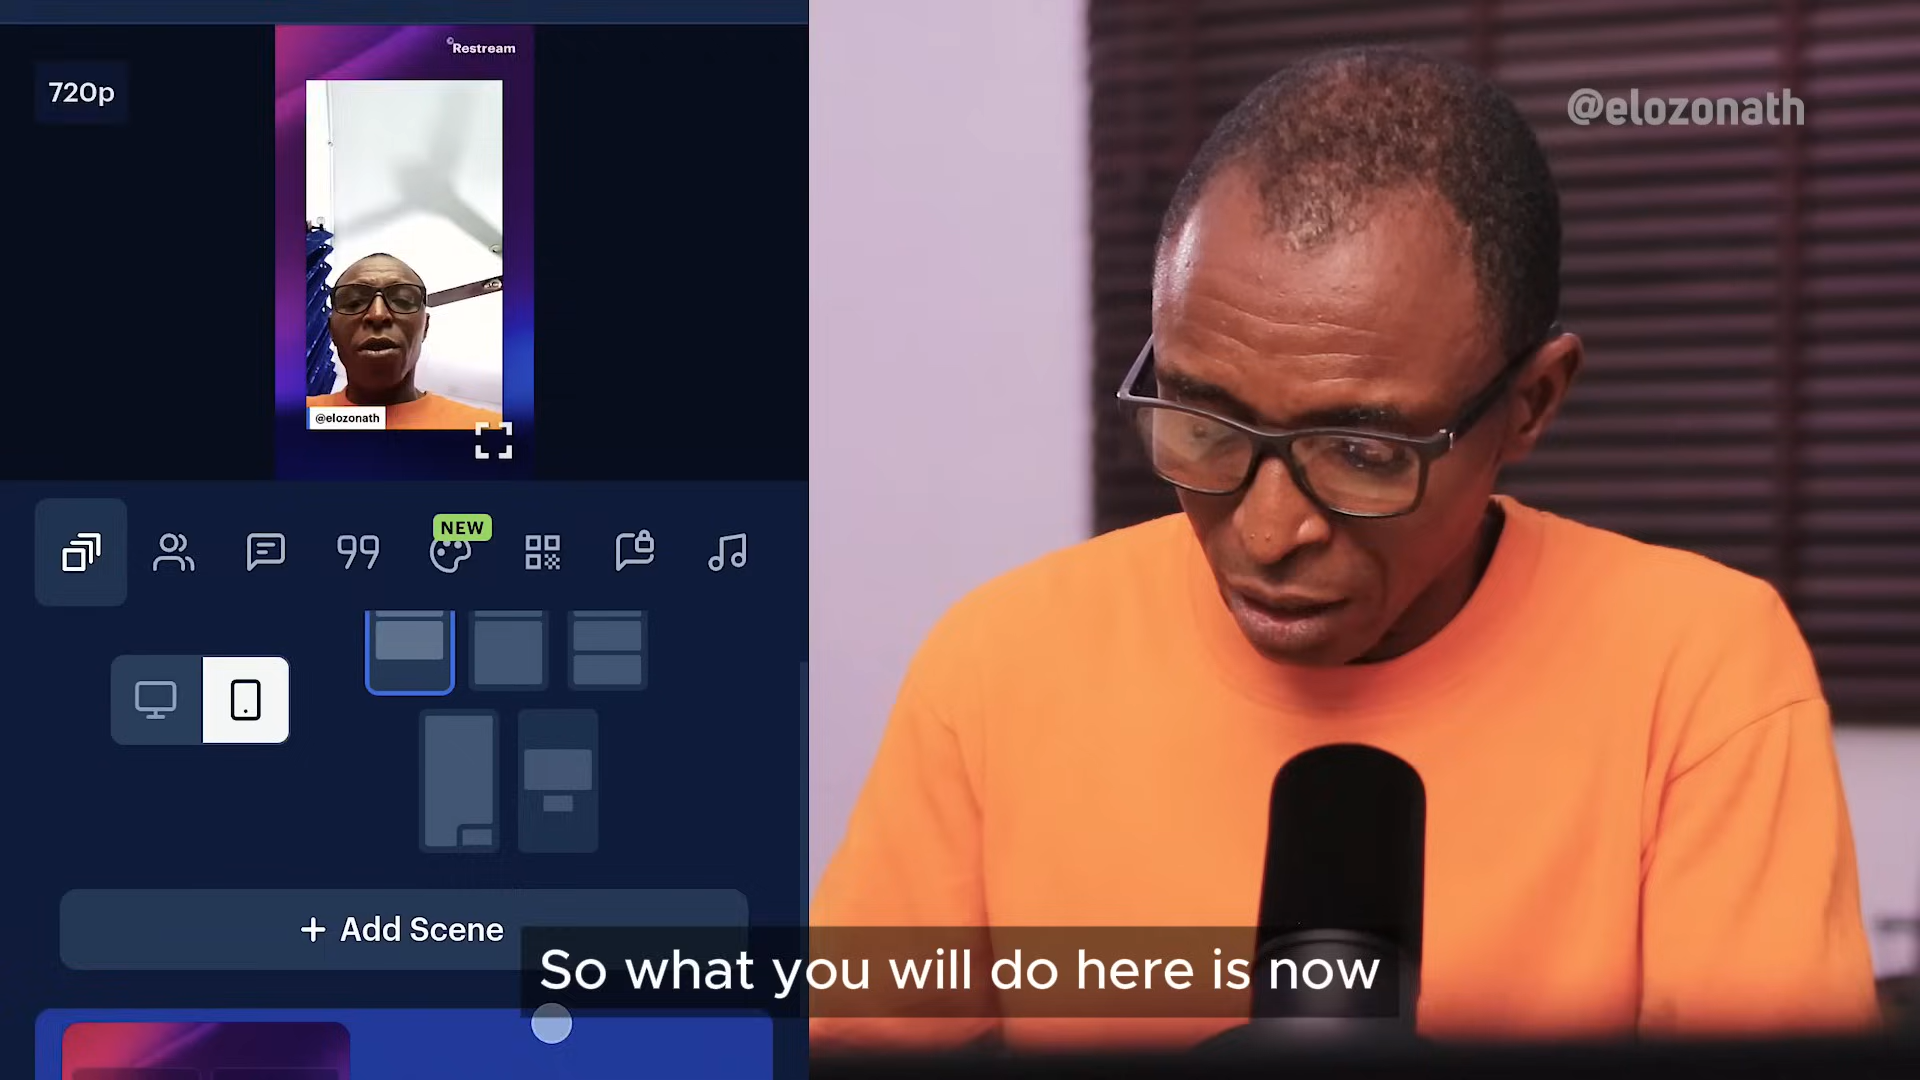 Restream
720p
@elozonath
@elozonath
NEW
+ Add Scene
So what you will do here is now